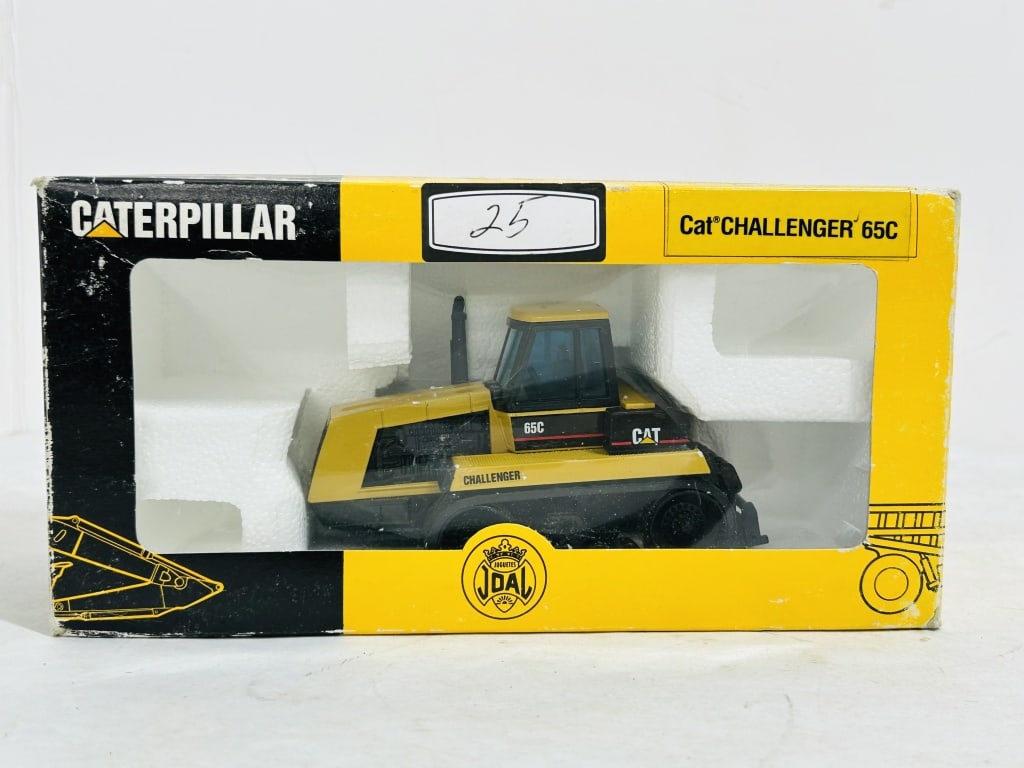 CATERPILLAR
25
Cat® CHALLENGER 65C
65C
CAT
CHALLENGER
JUGUETES
JOAL